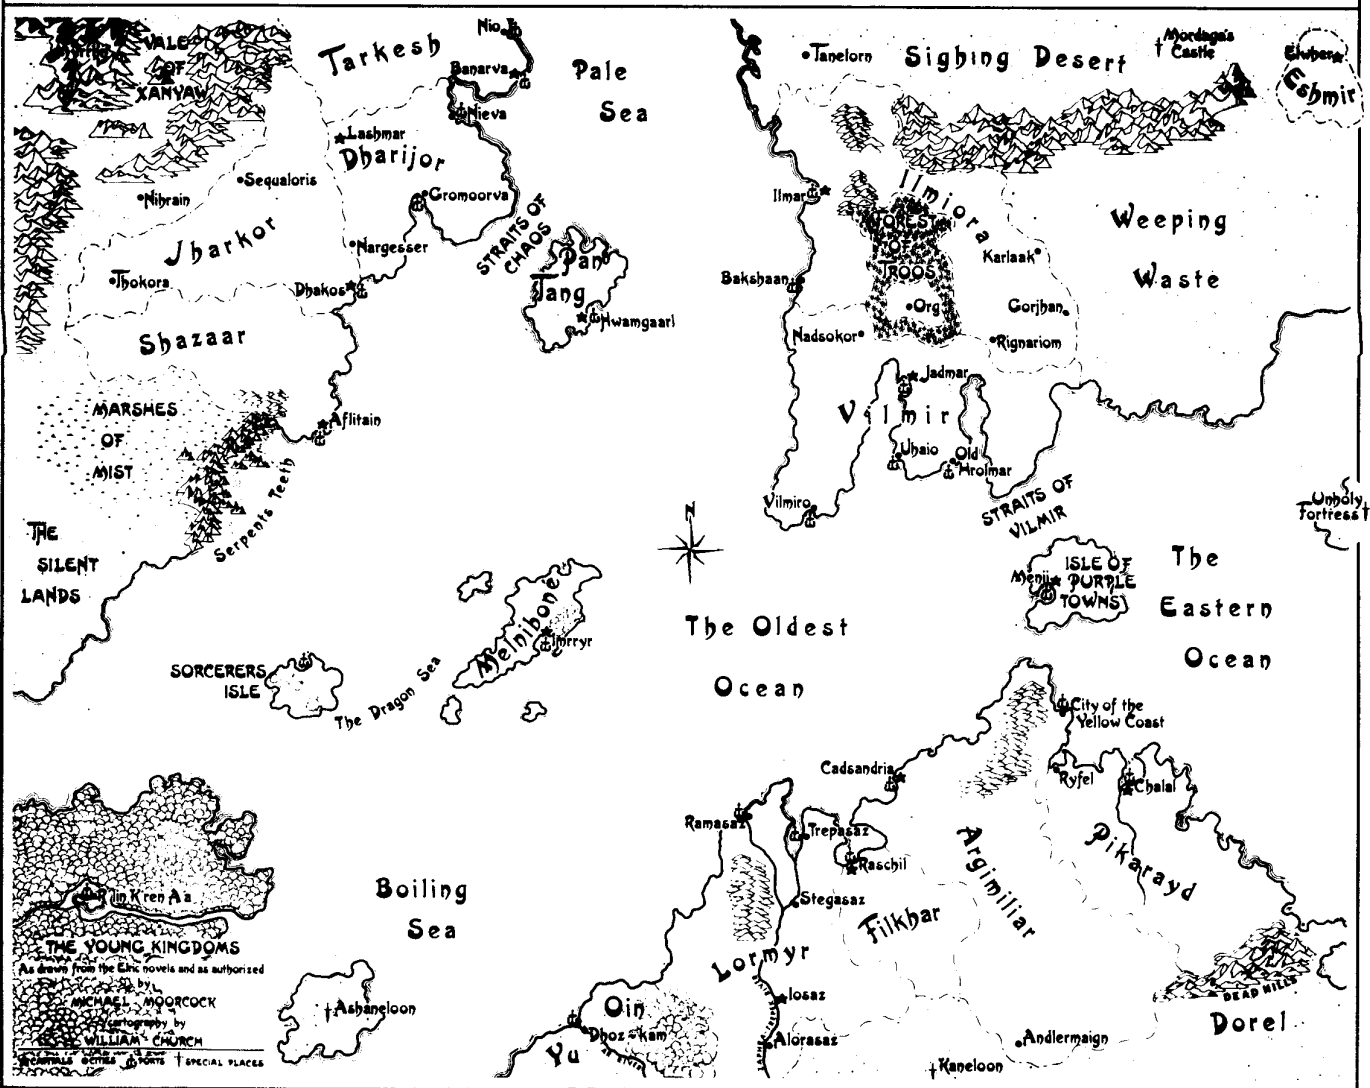 VALE
OF
XANYAW
Tarkesh
Nio
Banarva
Nieva
Pale
Sea
Tanelorn
Sighing Desert
Mordaga's
Castle
Elwher
Eshmir
Lashmar
Dharijor
Sequaloris
Nihrain
Gromoorva
Jharkor
Nargesser
STRAITS OF
CHAOS
Pan
Tang
Hwamgaarl
Thokora
Dhakos
Shazaar
Ilmar
Ilmiora
FOREST
OF
TROOS
Karlaak
Weeping
Waste
Bakshaan
Org
Gorjhan
Nadsokor
Rignariom
Jadmar
Vilmir
Uhaio
Old
Hrolmar
Vilmiro
STRAITS OF
VILMIR
MARSHES
OF
MIST
Aflitain
Serpents Teeth
THE
SILENT
LANDS
N
Unholy
Fortress
Menii
ISLE OF
PURPLE
TOWNS
The
Eastern
Ocean
Melniboné
Imrryr
The Oldest
Ocean
SORCERERS
ISLE
The Dragon Sea
City of the
Yellow Coast
Cadsandria
Ryfel
Chalal
Ramasaz
Trepasaz
Raschil
Argimiliar
Pikarayd
Stegasaz
Filkhar
Lormyr
Boiling
Sea
R'lin K'ren A'a
THE YOUNG KINGDOMS
As drawn from the Elric novels and as authorized
by
MICHAEL MOORCOCK
cartography by
WILLIAM CHURCH
CAPITALS CITIES PORTS SPECIAL PLACES
Ashaneloon
Oin
Dhoz-kam
Yu
Iosaz
Alorasaz
DEAD HILLS
Dorel
Andlermaign
Kaneloon